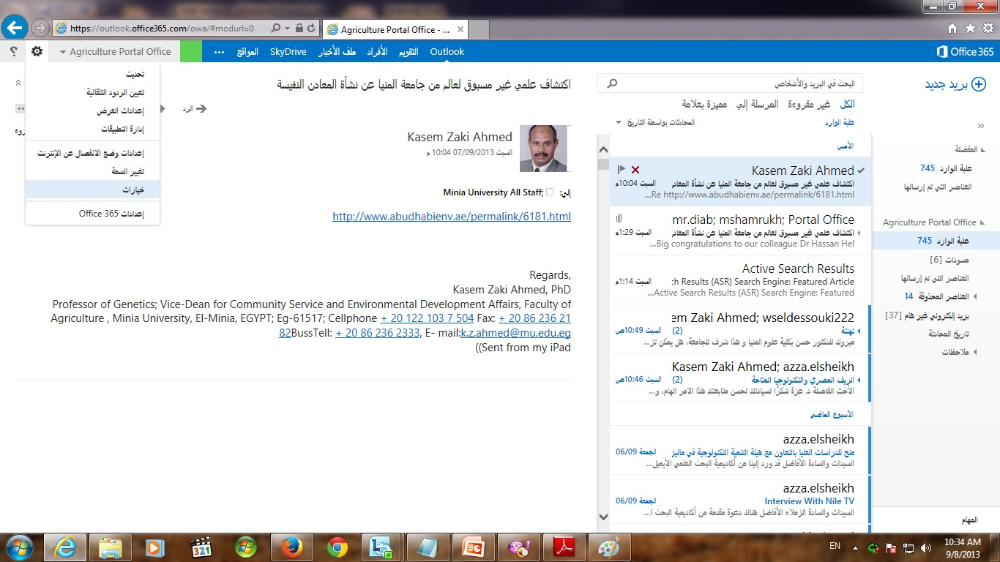 https://outlook.office365.com/owa/#modurl=0
Agriculture Portal Office - ...
Office 365
Outlook
التقويم
الأفراد
ملف الأخبار
SkyDrive
المواقع
...
Agriculture Portal Office
?
تحديث
تعيين الردود التلقائية
إعدادات العرض
إدارة التطبيقات
إعدادات وضع الانفصال عن الإنترنت
تغيير السمة
خيارات
إعدادات Office 365
بريد جديد
»
المفضلة
علبة الوارد 745
العناصر التي تم إرسالها
Agriculture Portal Office
علبة الوارد 745
مسودات [6]
العناصر التي تم إرسالها
العناصر المحذوفة 14
بريد إلكتروني غير هام [37]
تاريخ المحادثة
ملاحظات
المهام
البحث في البريد والأشخاص
الكل غير مقروءة المرسلة إلي مميزة بعلامة
علبة الوارد
المحادثات بواسطة التاريخ
الأمس
Kasem Zaki Ahmed
اكتشاف علمي غير مسبوق لعالم من جامعة المنيا عن نشأة المعادن
السبت 10:04م
...Re http://www.abudhabienv.ae/permalink/6181.html
mr.diab; mshamrukh; Portal Office
اكتشاف علمي غير مسبوق لعالم من جامعة المنيا عن نشأة المعادن
السبت 1:29م
...Big congratulations to our colleague Dr Hassan Hel
Active Search Results
h Results (ASR) Search Engine: Featured Article
السبت 1:14م
...Active Search Results (ASR) Search Engine: Featured
em Zaki Ahmed; wseldessouki222
تهنئة
(2)
السبت 10:49ص
مبروك للدكتور حسن بكلية علوم المنيا و هذا شرف للجامعة، هل يمكن تز...
Kasem Zaki Ahmed; azza.elsheikh
الريف المصري والتكنولوجيا المتاحة
(2)
السبت 10:46ص
الأخت الفاضلة د. عزة شكرًا لسيادتك لحسن متابعتك هذا الامر الهام، و...
الأسبوع الماضي
azza.elsheikh
منح للدراسات العليا بالتعاون مع هيئة التنمية التكنولوجية في ماليز
الجمعة 06/09
السيدات والسادة الأفاضل قد ورد إلينا من أكاديمية البحث العلمي الأيميل...
azza.elsheikh
Interview With Nile TV
الجمعة 06/09
السيدات والسادة الزملاء الأفاضل هناك دعوة مقدمة من أكاديمية البحث ا...
اكتشاف علمي غير مسبوق لعالم من جامعة المنيا عن نشأة المعادن النفيسة
الرد
Kasem Zaki Ahmed
السبت 07/09/2013 10:04 م
إلي: Minia University All Staff;
http://www.abudhabienv.ae/permalink/6181.html
Regards,
Kasem Zaki Ahmed, PhD
Professor of Genetics; Vice-Dean for Community Service and Environmental Development Affairs, Faculty of
Agriculture , Minia University, El-Minia, EGYPT; Eg-61517; Cellphone + 20 122 103 7 504 Fax: + 20 86 236 21
82BussTell: + 20 86 236 2333, E- mail:k.z.ahmed@mu.edu.eg
((Sent from my iPad
321
EN
10:34 AM
9/8/2013